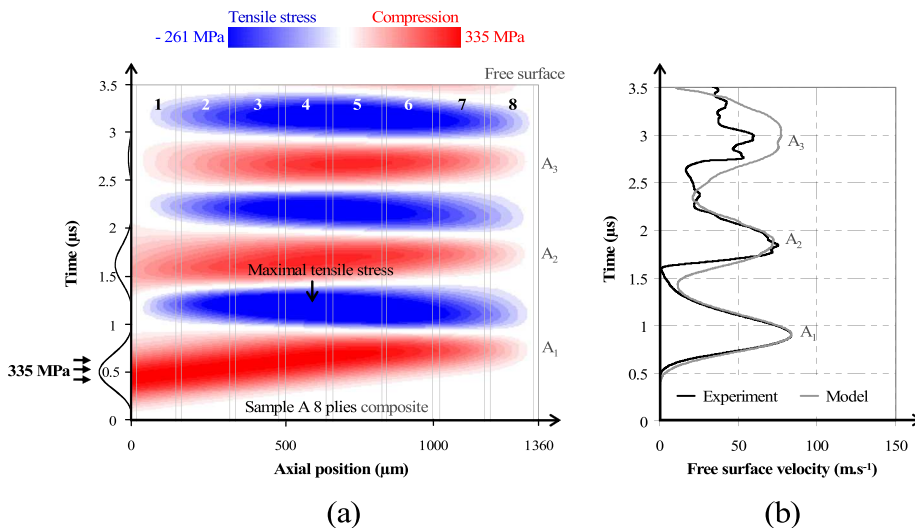 Tensile stress
Compression
- 261 MPa
335 MPa
Free surface
3.5
1 2 3 4 5 6 7 8
3
A3
2.5
2
A2
Maximal tensile stress
1.5
1
A1
335 MPa
0.5
Sample A 8 plies composite
0
0 500 1000 1360
Time (µs)
Axial position (µm)
(a)
3.5
3
A3
2.5
2
A2
1.5
1
A1
0.5
Experiment Model
0
0 50 100 150
Time (µs)
Free surface velocity (m.s⁻¹)
(b)